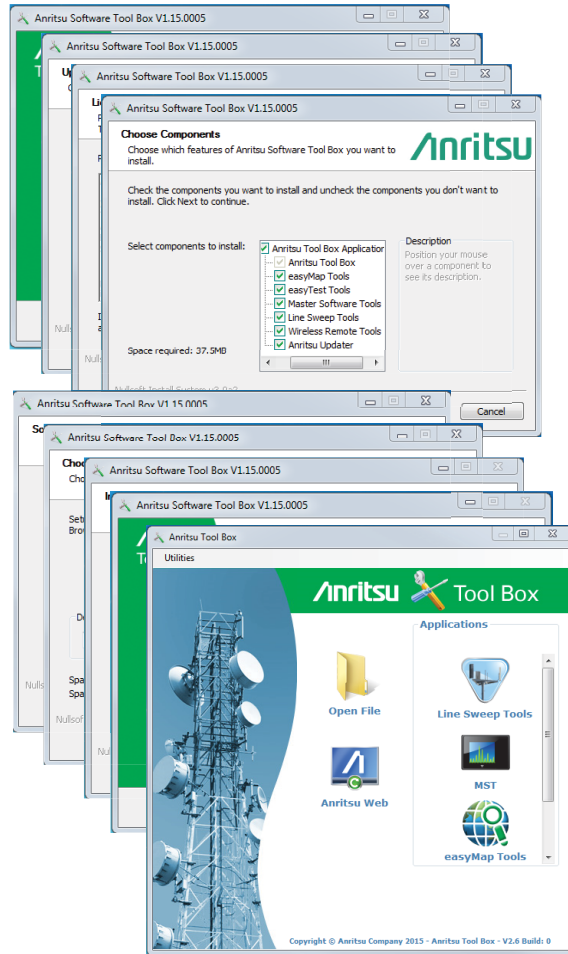 Anritsu Software Tool Box V1.15.0005
Anritsu Software Tool Box V1.15.0005
Anritsu Software Tool Box V1.15.0005
Anritsu Software Tool Box V1.15.0005
Choose Components
Choose which features of Anritsu Software Tool Box you want to
install.
Anritsu
Check the components you want to install and uncheck the components you don't want to
install. Click Next to continue.
Select components to install:
Anritsu Tool Box Application
Anritsu Tool Box
easyMap Tools
easyTest Tools
Master Software Tools
Line Sweep Tools
Wireless Remote Tools
Anritsu Updater
Description
Position your mouse
over a component to
see its description.
Space required: 37.5MB
Nullsoft Install System v3.0a2
Cancel
Anritsu Software Tool Box V1.15.0005
Anritsu Software Tool Box V1.15.0005
Anritsu Software Tool Box V1.15.0005
Anritsu Software Tool Box V1.15.0005
Anritsu Tool Box
Utilities
Anritsu Tool Box
Applications
Open File
Line Sweep Tools
Anritsu Web
MST
easyMap Tools
Copyright © Anritsu Company 2015 - Anritsu Tool Box - V2.6 Build: 0